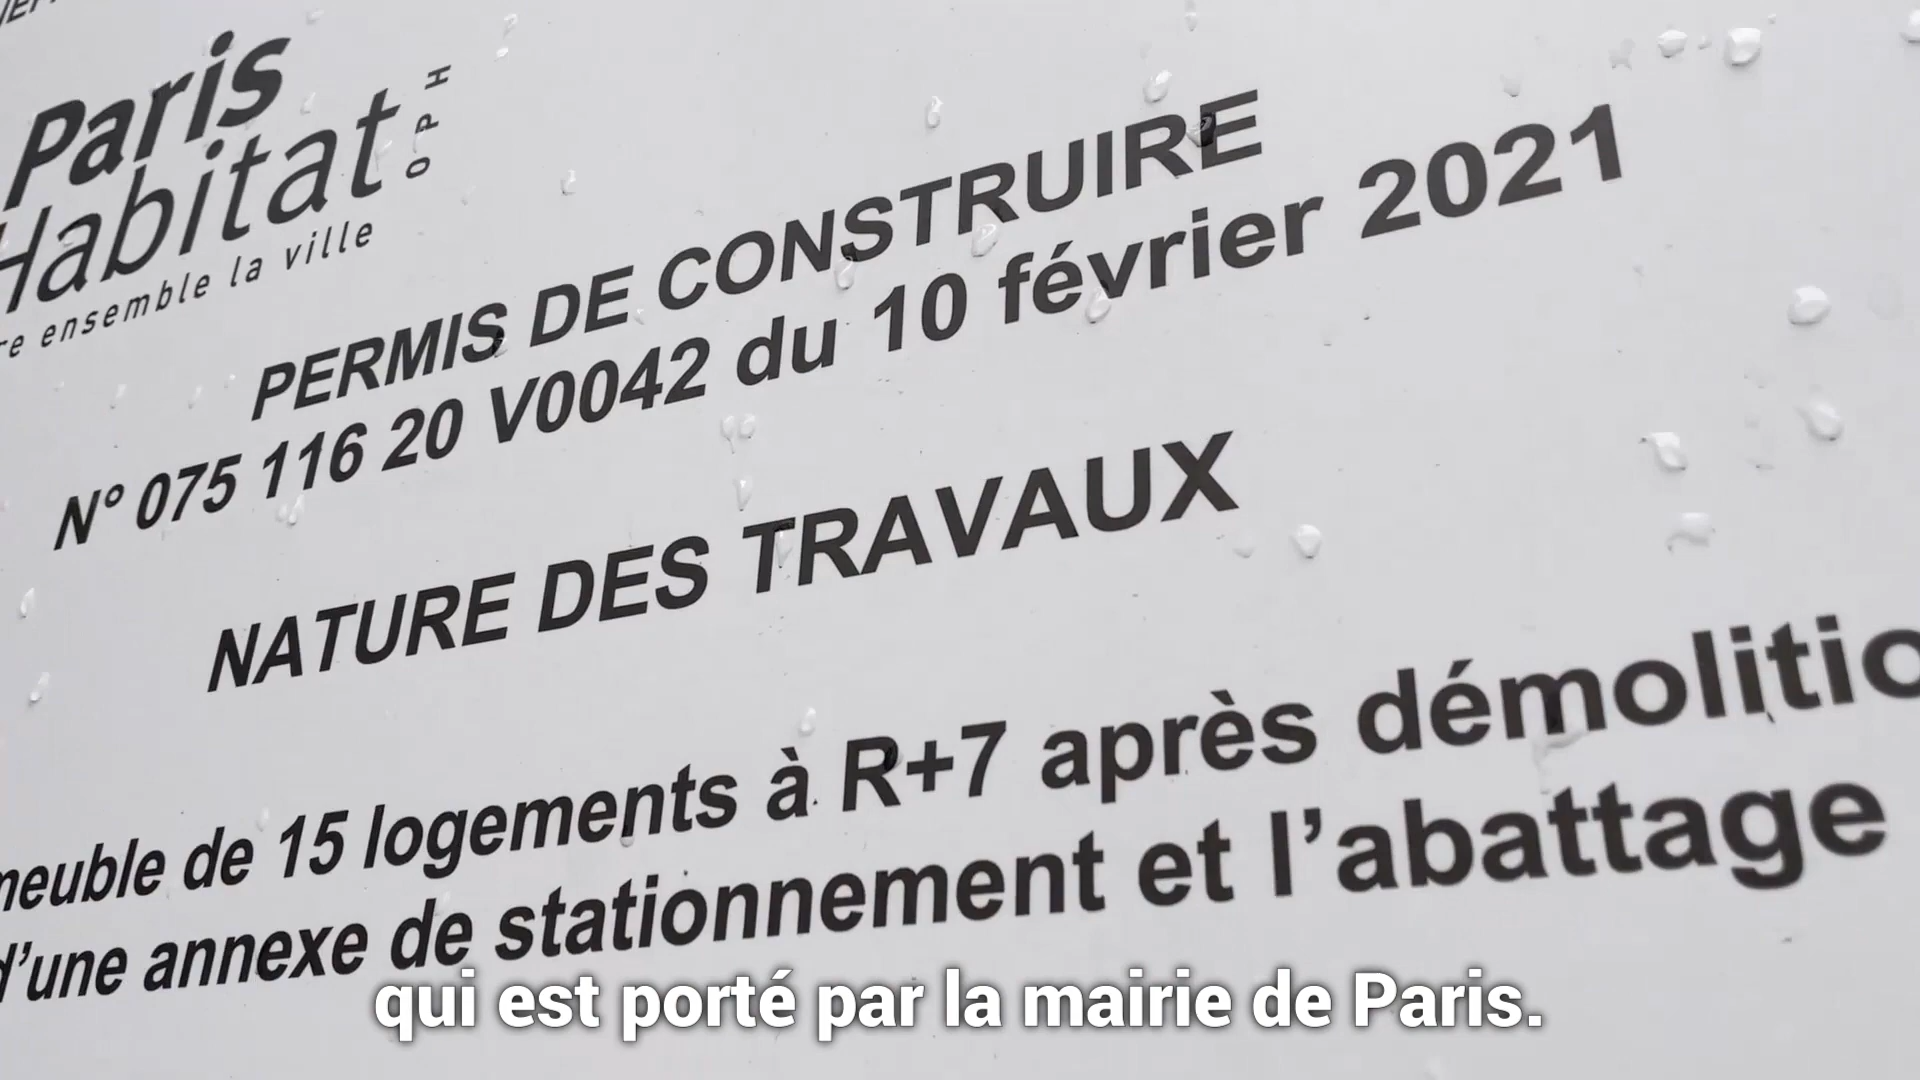 Paris
Habitat
OPH
ensemble la ville
PERMIS DE CONSTRUIRE
N° 075 116 20 V0042 du 10 février 2021
NATURE DES TRAVAUX
meuble de 15 logements à R+7 après démolitio
d’une annexe de stationnement et l’abattage
qui est porté par la mairie de Paris.